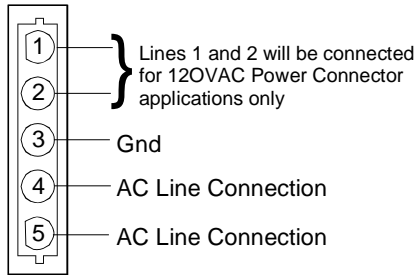 1
Lines 1 and 2 will be connected
for 12OVAC Power Connector
2
applications only
3
Gnd
4
AC Line Connection
5
AC Line Connection